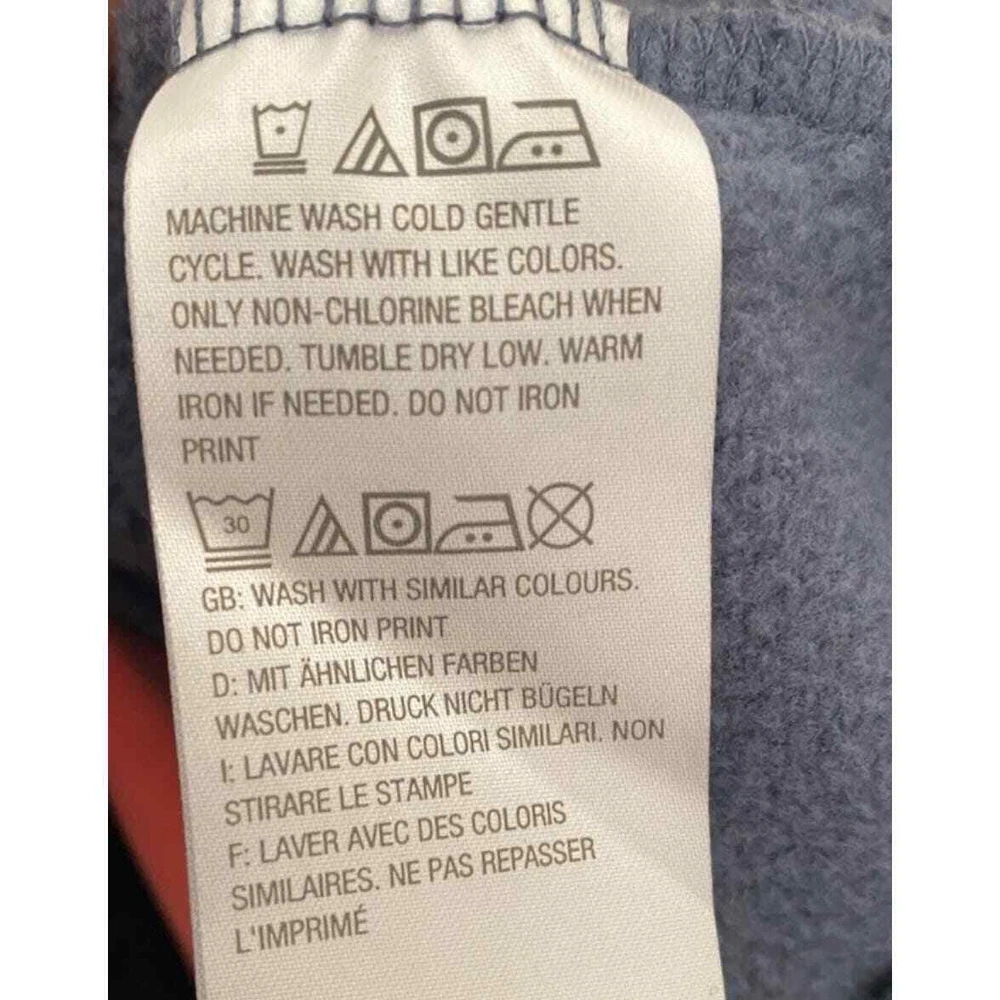 MACHINE WASH COLD GENTLE
CYCLE. WASH WITH LIKE COLORS.
ONLY NON-CHLORINE BLEACH WHEN
NEEDED. TUMBLE DRY LOW. WARM
IRON IF NEEDED. DO NOT IRON
PRINT
30
GB: WASH WITH SIMILAR COLOURS.
DO NOT IRON PRINT
D: MIT ÄHNLICHEN FARBEN
WASCHEN. DRUCK NICHT BÜGELN
I: LAVARE CON COLORI SIMILARI. NON
STIRARE LE STAMPE
F: LAVER AVEC DES COLORIS
SIMILAIRES. NE PAS REPASSER
L'IMPRIMÉ